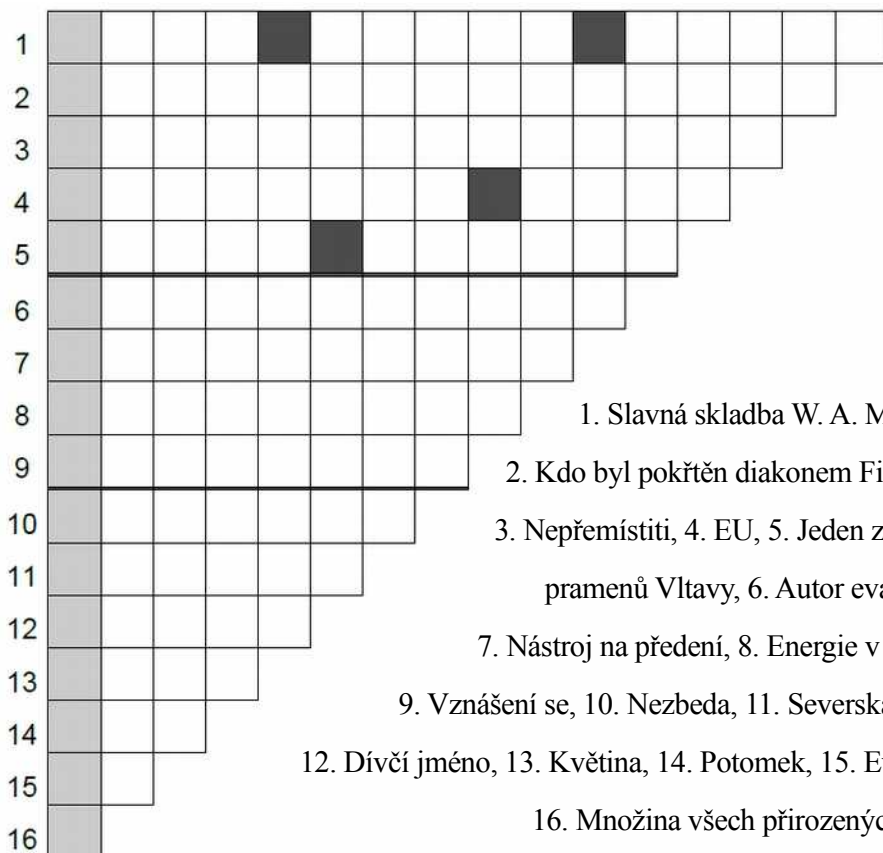 1
2
3
4
5
6
7
8
9
10
11
12
13
14
15
16
1. Slavná skladba W. A.
2. Kdo byl pokřtěn diakonem
3. Nepřemístiti, 4. EU, 5. Jeden
pramenů Vltavy, 6. Autor
7. Nástroj na předení, 8. Energie v
9. Vznášení se, 10. Nezbeda, 11.
12. Dívčí jméno, 13. Květina, 14. Potomek, 15.
16. Množina všech